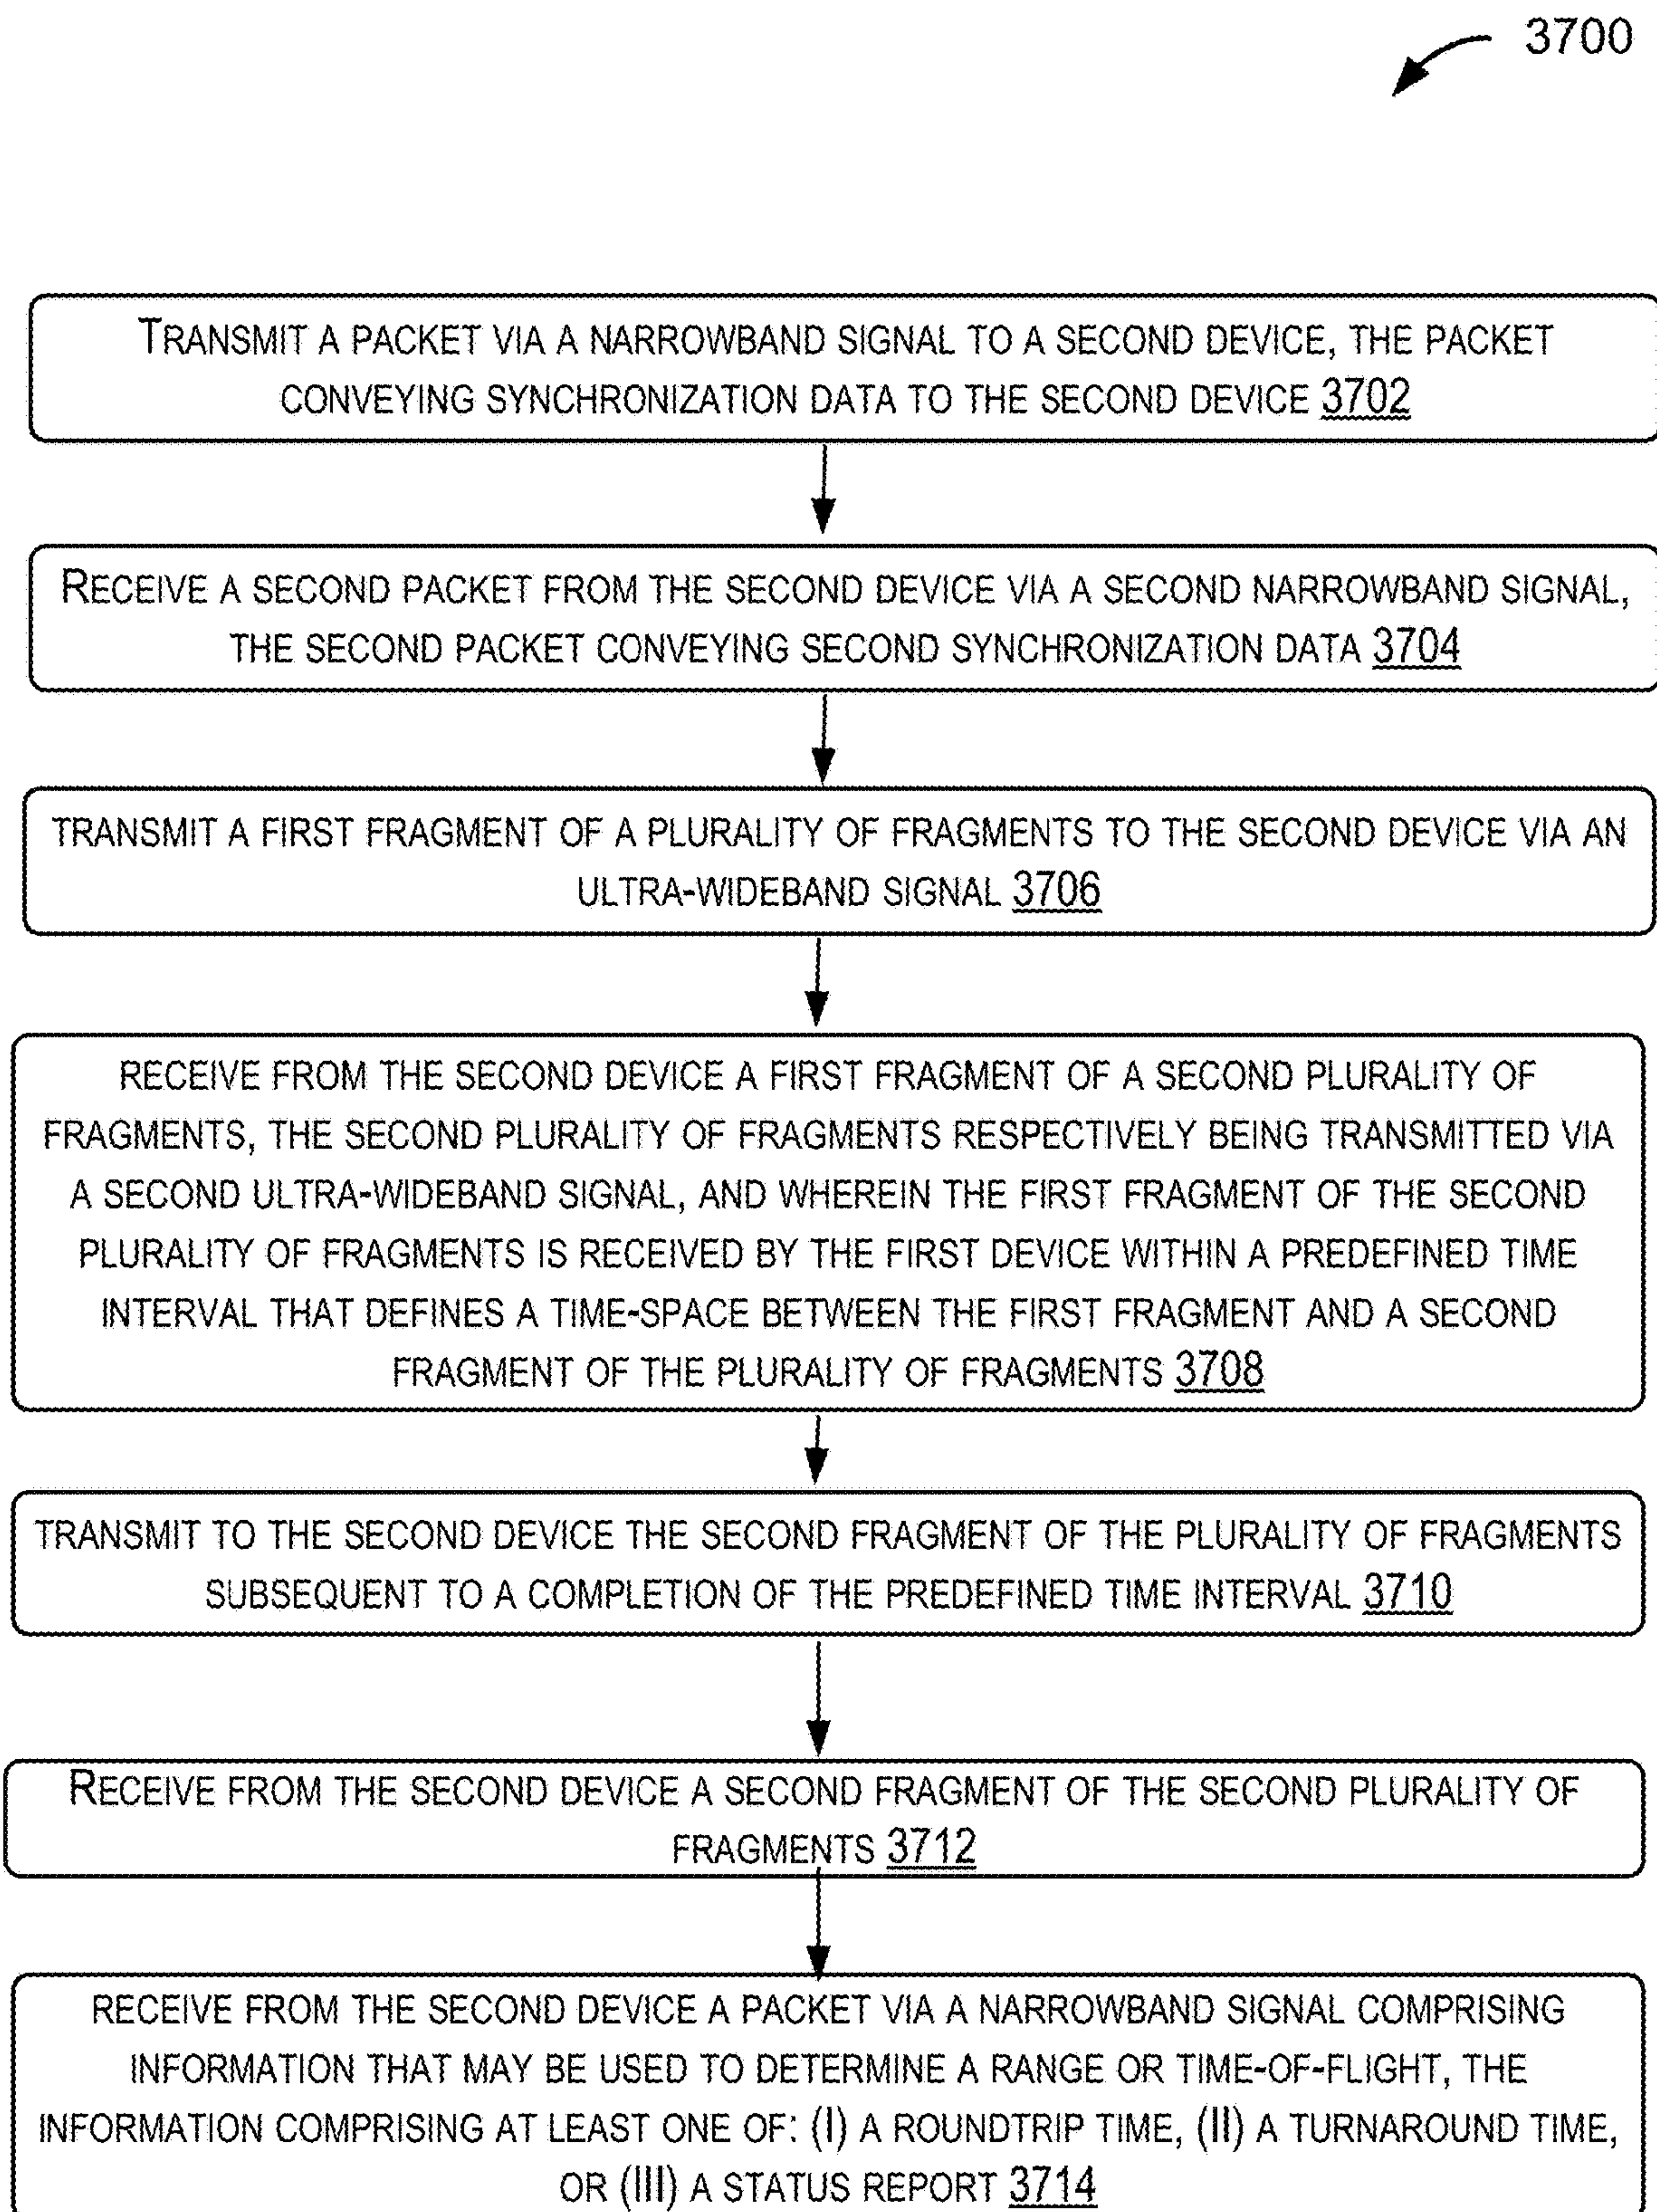 3700
TRANSMIT A PACKET VIA A NARROWBAND SIGNAL TO A SECOND DEVICE, THE PACKET
CONVEYING SYNCHRONIZATION DATA TO THE SECOND DEVICE 3702
RECEIVE A SECOND PACKET FROM THE SECOND DEVICE VIA A SECOND NARROWBAND SIGNAL,
THE SECOND PACKET CONVEYING SECOND SYNCHRONIZATION DATA 3704
TRANSMIT A FIRST FRAGMENT OF A PLURALITY OF FRAGMENTS TO THE SECOND DEVICE VIA AN
ULTRA-WIDEBAND SIGNAL 3706
RECEIVE FROM THE SECOND DEVICE A FIRST FRAGMENT OF A SECOND PLURALITY OF
FRAGMENTS, THE SECOND PLURALITY OF FRAGMENTS RESPECTIVELY BEING TRANSMITTED VIA
A SECOND ULTRA-WIDEBAND SIGNAL, AND WHEREIN THE FIRST FRAGMENT OF THE SECOND
PLURALITY OF FRAGMENTS IS RECEIVED BY THE FIRST DEVICE WITHIN A PREDEFINED TIME
INTERVAL THAT DEFINES A TIME-SPACE BETWEEN THE FIRST FRAGMENT AND A SECOND
FRAGMENT OF THE PLURALITY OF FRAGMENTS 3708
TRANSMIT TO THE SECOND DEVICE THE SECOND FRAGMENT OF THE PLURALITY OF FRAGMENTS
SUBSEQUENT TO A COMPLETION OF THE PREDEFINED TIME INTERVAL 3710
RECEIVE FROM THE SECOND DEVICE A SECOND FRAGMENT OF THE SECOND PLURALITY OF
FRAGMENTS 3712
RECEIVE FROM THE SECOND DEVICE A PACKET VIA A NARROWBAND SIGNAL COMPRISING
INFORMATION THAT MAY BE USED TO DETERMINE A RANGE OR TIME-OF-FLIGHT, THE
INFORMATION COMPRISING AT LEAST ONE OF: (I) A ROUNDTRIP TIME, (II) A TURNAROUND TIME,
OR (III) A STATUS REPORT 3714